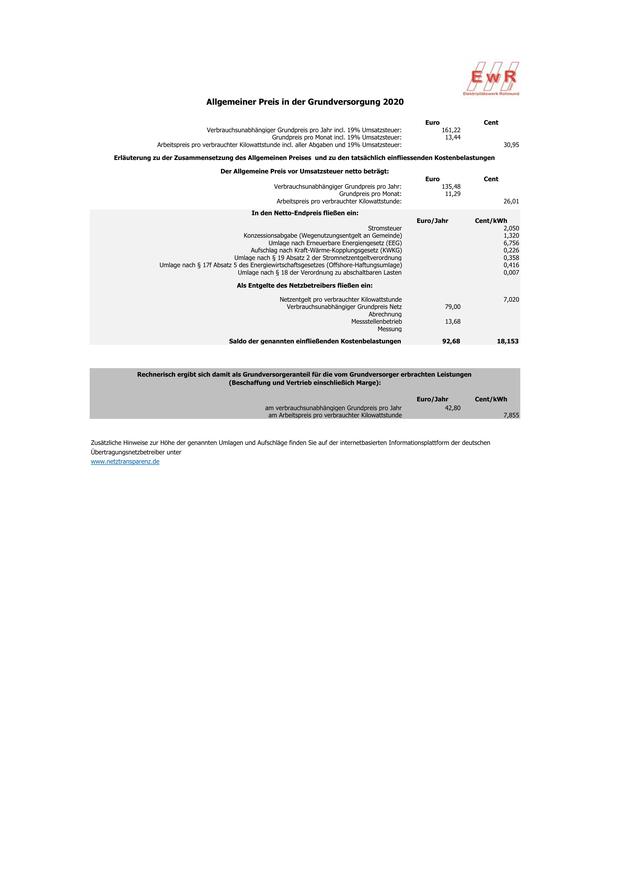 EwR
Elektrizitätswerk Rollmund
Allgemeiner Preis in der Grundversorgung 2020
Euro Cent
Verbrauchsunabhängiger Grundpreis pro Jahr incl. 19% Umsatzsteuer: 161,22
Grundpreis pro Monat incl. 19% Umsatzsteuer: 13,44
Arbeitspreis pro verbrauchter Kilowattstunde incl. aller Abgaben und 19% Umsatzsteuer: 30,95
Erläuterung zu der Zusammensetzung des Allgemeinen Preises und zu den tatsächlich einfliessenden Kostenbelastungen
Der Allgemeine Preis vor Umsatzsteuer netto beträgt:
Euro Cent
Verbrauchsunabhängiger Grundpreis pro Jahr: 135,48
Grundpreis pro Monat: 11,29
Arbeitspreis pro verbrauchter Kilowattstunde: 26,01
In den Netto-Endpreis fließen ein:
Euro/Jahr Cent/kWh
Stromsteuer 2,050
Konzessionsabgabe (Wegenutzungsentgelt an Gemeinde) 1,320
Umlage nach Erneuerbare Energiengesetz (EEG) 6,756
Aufschlag nach Kraft-Wärme-Kopplungsgesetz (KWKG) 0,226
Umlage nach § 19 Absatz 2 der Stromnetzentgeltverordnung 0,358
Umlage nach § 17f Absatz 5 des Energiewirtschaftsgesetzes (Offshore-Haftungsumlage) 0,416
Umlage nach § 18 der Verordnung zu abschaltbaren Lasten 0,007
Als Entgelte des Netzbetreibers fließen ein:
Netzentgelt pro verbrauchter Kilowattstunde 7,020
Verbrauchsunabhängiger Grundpreis Netz 79,00
Abrechnung
Messstellenbetrieb 13,68
Messung
Saldo der genannten einfließenden Kostenbelastungen 92,68 18,153
Rechnerisch ergibt sich damit als Grundversorgeranteil für die vom Grundversorger erbrachten Leistungen
(Beschaffung und Vertrieb einschließich Marge):
Euro/Jahr Cent/kWh
am verbrauchsunabhängigen Grundpreis pro Jahr 42,80
am Arbeitspreis pro verbrauchter Kilowattstunde 7,855
Zusätzliche Hinweise zur Höhe der genannten Umlagen und Aufschläge finden Sie auf der internetbasierten Informationsplattform der deutschen
Übertragungsnetzbetreiber unter
www.netztransparenz.de